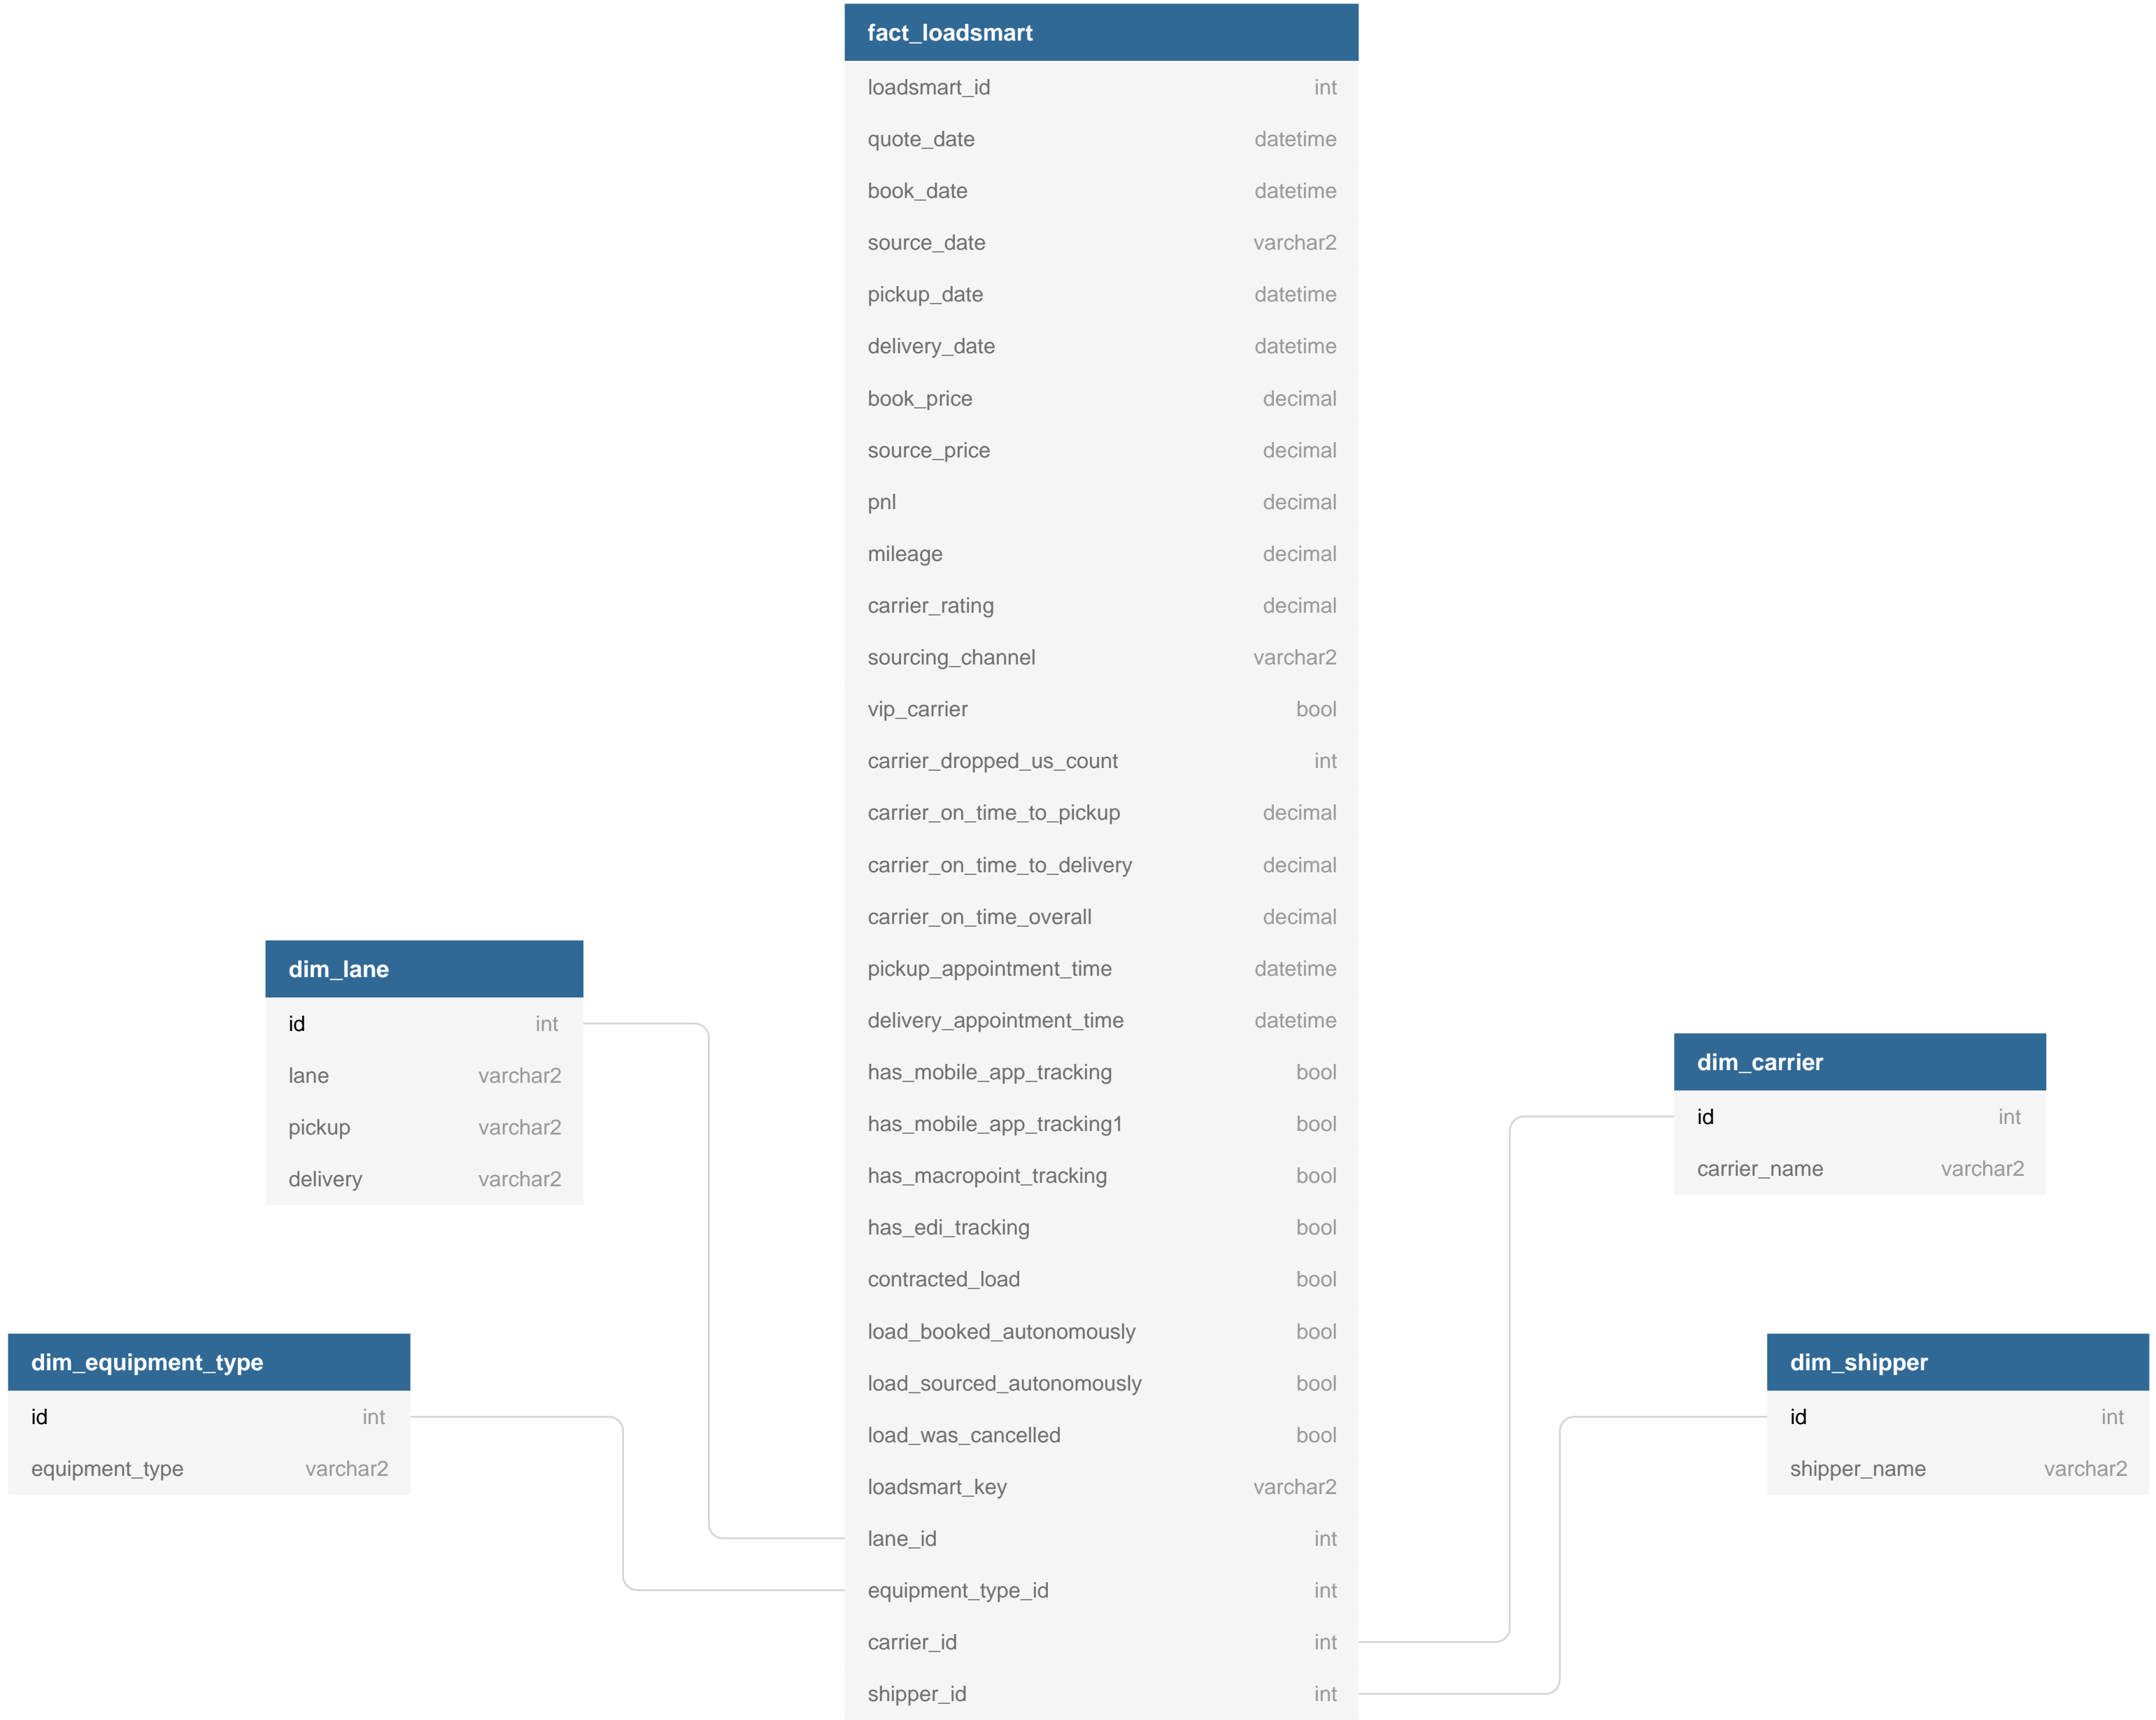 fact_loadsmart
loadsmart_id int
quote_date datetime
book_date datetime
source_date varchar2
pickup_date datetime
delivery_date datetime
book_price decimal
source_price decimal
pnl decimal
mileage decimal
carrier_rating decimal
sourcing_channel varchar2
vip_carrier bool
carrier_dropped_us_count int
carrier_on_time_to_pickup decimal
carrier_on_time_to_delivery decimal
carrier_on_time_overall decimal
pickup_appointment_time datetime
delivery_appointment_time datetime
has_mobile_app_tracking bool
has_mobile_app_tracking1 bool
has_macropoint_tracking bool
has_edi_tracking bool
contracted_load bool
load_booked_autonomously bool
load_sourced_autonomously bool
load_was_cancelled bool
loadsmart_key varchar2
lane_id int
equipment_type_id int
carrier_id int
shipper_id int
dim_lane
id int
lane varchar2
pickup varchar2
delivery varchar2
dim_equipment_type
id int
equipment_type varchar2
dim_carrier
id int
carrier_name varchar2
dim_shipper
id int
shipper_name varchar2